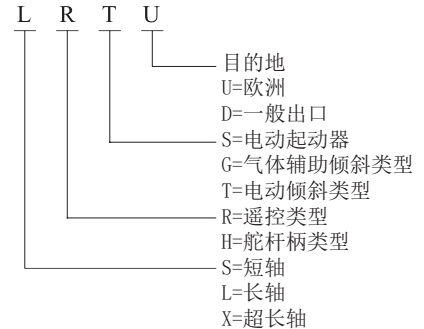 L R T U
目的地
U=欧洲
D=一般出口
S=电动起动器
G=气体辅助倾斜类型
T=电动倾斜类型
R=遥控类型
H=舵杆柄类型
S=短轴
L=长轴
X=超长轴